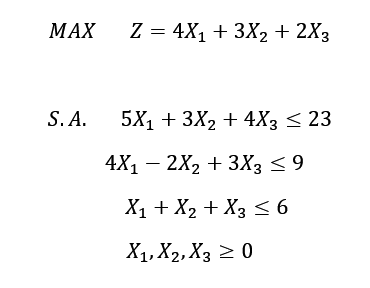 MAX Z = 4X₁ + 3X₂ + 2X₃
S.A. 5X₁ + 3X₂ + 4X₃ ≤ 23
4X₁ − 2X₂ + 3X₃ ≤ 9
X₁ + X₂ + X₃ ≤ 6
X₁, X₂, X₃ ≥ 0